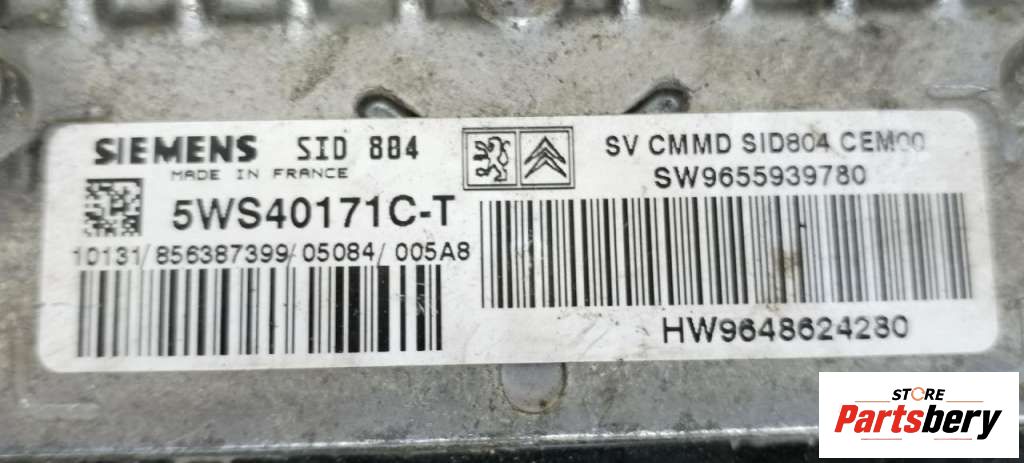 SIEMENS SID 804
MADE IN FRANCE
5WS40171C-T
10131/856387399/05084/005A8
SV CMMD SID804 CEM00
SW9655939780
HW9648624280
STORE
Partsbery